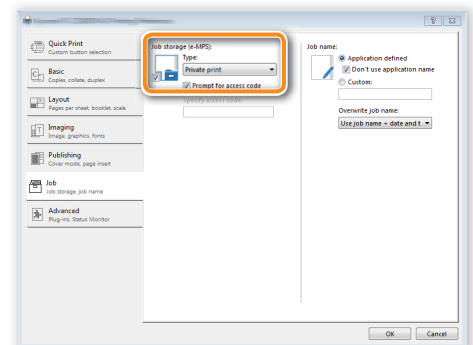 Quick Print
Custom button selection
Basic
Copies, collate, duplex
Layout
Pages per sheet, booklet, scale
Imaging
Image, graphics, fonts
Publishing
Cover mode, page insert
Job
Job storage, job name
Advanced
Plug-ins, Status Monitor
Job storage (e-MPS):
Type:
Private print
Prompt for access code
Specify access code:
Job name:
Application defined
Don't use application name
Custom:
Overwrite job name:
Use job name + date and t
OK
Cancel